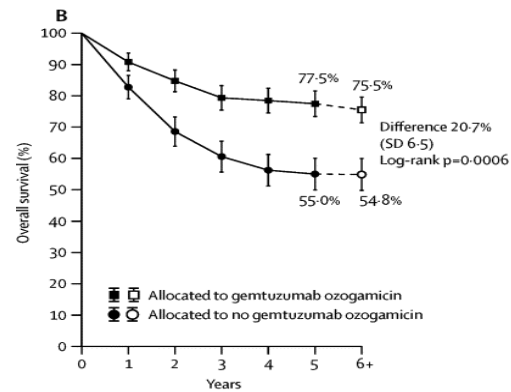 B
100
90
80
70
60
50
40
30
20
10
0
Overall survival (%)
77·5%
75·5%
Difference 20·7%
(SD 6·5)
Log-rank p=0·0006
55·0%
54·8%
Allocated to gemtuzumab ozogamicin
Allocated to no gemtuzumab ozogamicin
0 1 2 3 4 5 6+
Years